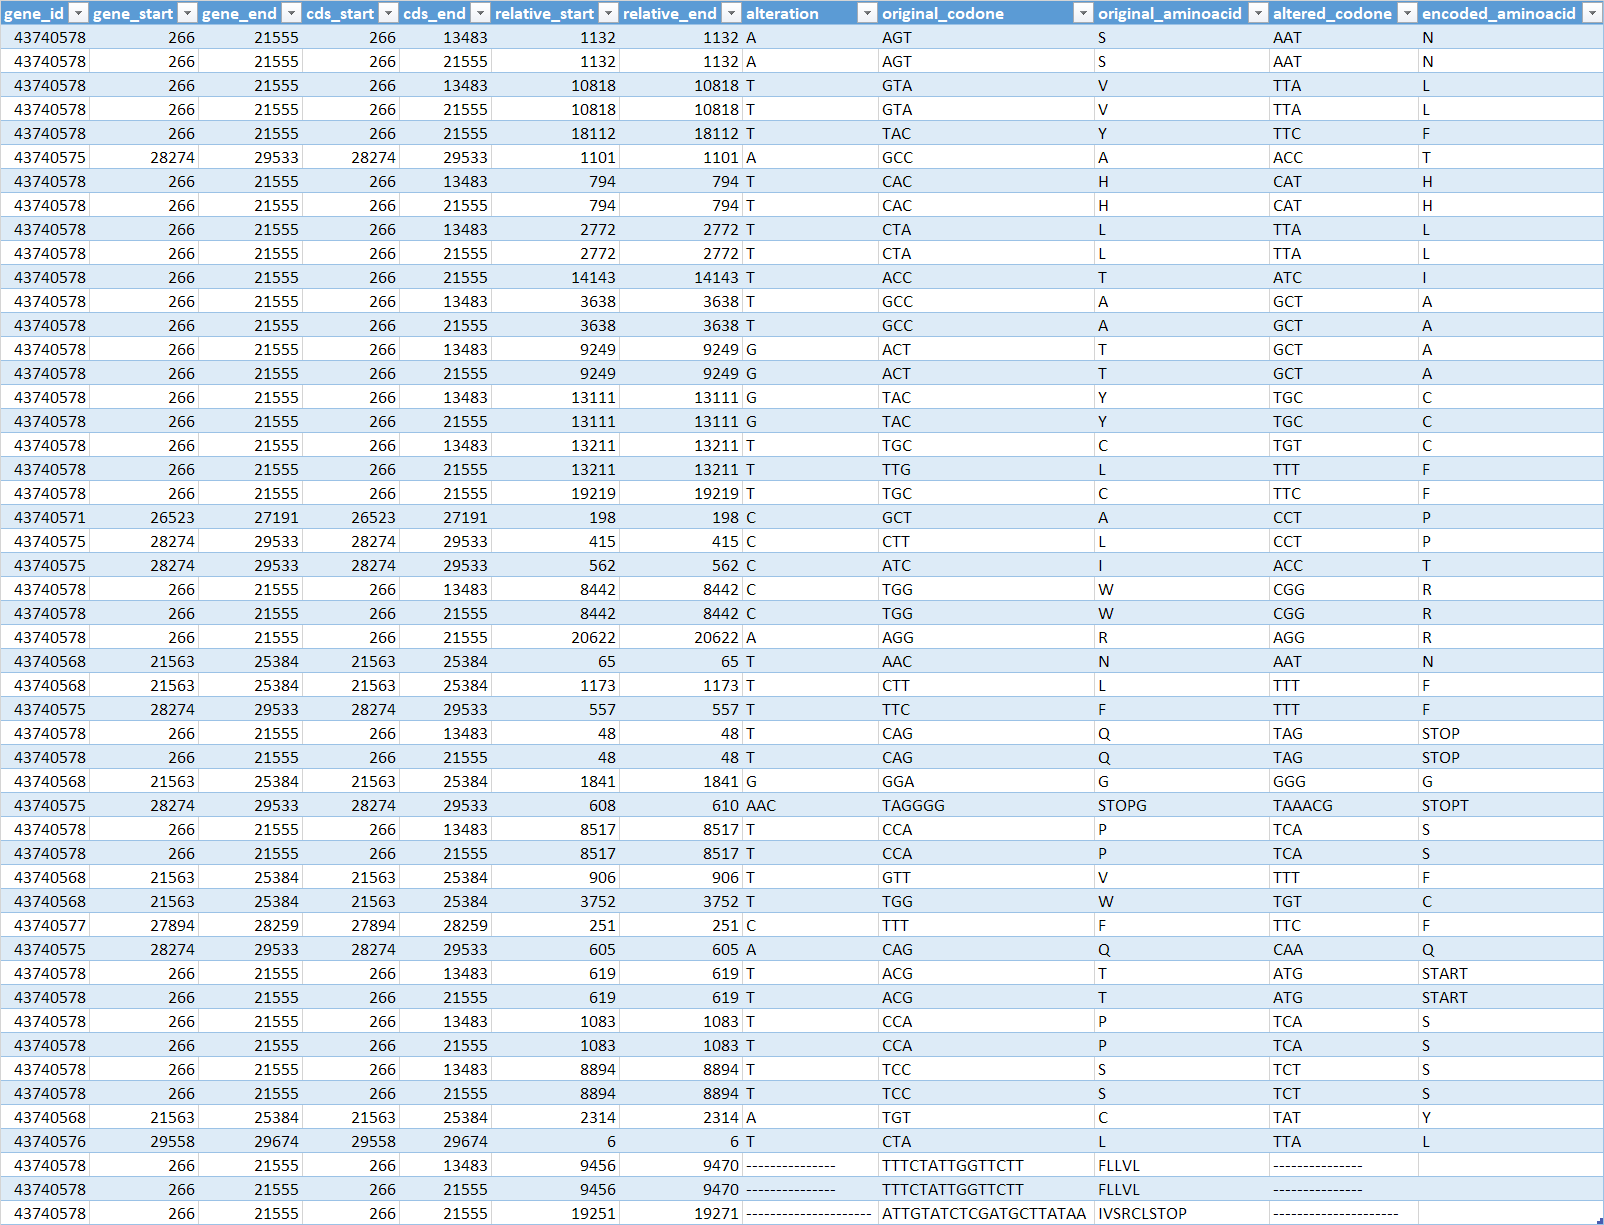 gene_id gene_start gene_end cds_start cds_end relative_start relative_end alteration original_codone original_aminoacid altered_codone encoded_aminoacid
43740578 266 21555 266 13483 1132 1132 A AGT S AAT N
43740578 266 21555 266 21555 1132 1132 A AGT S AAT N
43740578 266 21555 266 13483 10818 10818 T GTA V TTA L
43740578 266 21555 266 21555 10818 10818 T GTA V TTA L
43740578 266 21555 266 21555 18112 18112 T TAC Y TTC F
43740575 28274 29533 28274 29533 1101 1101 A GCC A ACC T
43740578 266 21555 266 13483 794 794 T CAC H CAT H
43740578 266 21555 266 21555 794 794 T CAC H CAT H
43740578 266 21555 266 13483 2772 2772 T CTA L TTA L
43740578 266 21555 266 21555 2772 2772 T CTA L TTA L
43740578 266 21555 266 21555 14143 14143 T ACC T ATC I
43740578 266 21555 266 13483 3638 3638 T GCC A GCT A
43740578 266 21555 266 21555 3638 3638 T GCC A GCT A
43740578 266 21555 266 13483 9249 9249 G ACT T GCT A
43740578 266 21555 266 21555 9249 9249 G ACT T GCT A
43740578 266 21555 266 13483 13111 13111 G TAC Y TGC C
43740578 266 21555 266 21555 13111 13111 G TAC Y TGC C
43740578 266 21555 266 13483 13211 13211 T TGC C TGT C
43740578 266 21555 266 21555 13211 13211 T TTG L TTT F
43740578 266 21555 266 21555 19219 19219 T TGC C TTC F
43740571 26523 27191 26523 27191 198 198 C GCT A CCT P
43740575 28274 29533 28274 29533 415 415 C CTT L CCT P
43740575 28274 29533 28274 29533 562 562 C ATC I ACC T
43740578 266 21555 266 13483 8442 8442 C TGG W CGG R
43740578 266 21555 266 21555 8442 8442 C TGG W CGG R
43740578 266 21555 266 21555 20622 20622 A AGG R AGG R
43740568 21563 25384 21563 25384 65 65 T AAC N AAT N
43740568 21563 25384 21563 25384 1173 1173 T CTT L TTT F
43740575 28274 29533 28274 29533 557 557 T TTC F TTT F
43740578 266 21555 266 13483 48 48 T CAG Q TAG STOP
43740578 266 21555 266 21555 48 48 T CAG Q TAG STOP
43740568 21563 25384 21563 25384 1841 1841 G GGA G GGG G
43740575 28274 29533 28274 29533 608 610 AAC TAGGGG STOPG TAAACG STOPT
43740578 266 21555 266 13483 8517 8517 T CCA P TCA S
43740578 266 21555 266 21555 8517 8517 T CCA P TCA S
43740568 21563 25384 21563 25384 906 906 T GTT V TTT F
43740568 21563 25384 21563 25384 3752 3752 T TGG W TGT C
43740577 27894 28259 27894 28259 251 251 C TTT F TTC F
43740575 28274 29533 28274 29533 605 605 A CAG Q CAA Q
43740578 266 21555 266 13483 619 619 T ACG T ATG START
43740578 266 21555 266 21555 619 619 T ACG T ATG START
43740578 266 21555 266 13483 1083 1083 T CCA P TCA S
43740578 266 21555 266 21555 1083 1083 T CCA P TCA S
43740578 266 21555 266 13483 8894 8894 T TCC S TCT S
43740578 266 21555 266 21555 8894 8894 T TCC S TCT S
43740568 21563 25384 21563 25384 2314 2314 A TGT C TAT Y
43740576 29558 29674 29558 29674 6 6 T CTA L TTA L
43740578 266 21555 266 13483 9456 9470 --------------- TTTCTATTGGTTCTT FLLVL ---------------
43740578 266 21555 266 21555 9456 9470 --------------- TTTCTATTGGTTCTT FLLVL ---------------
43740578 266 21555 266 21555 19251 19271 --------------------- ATTGTATCTCGATGCTTATAA IVSRCLSTOP ---------------------